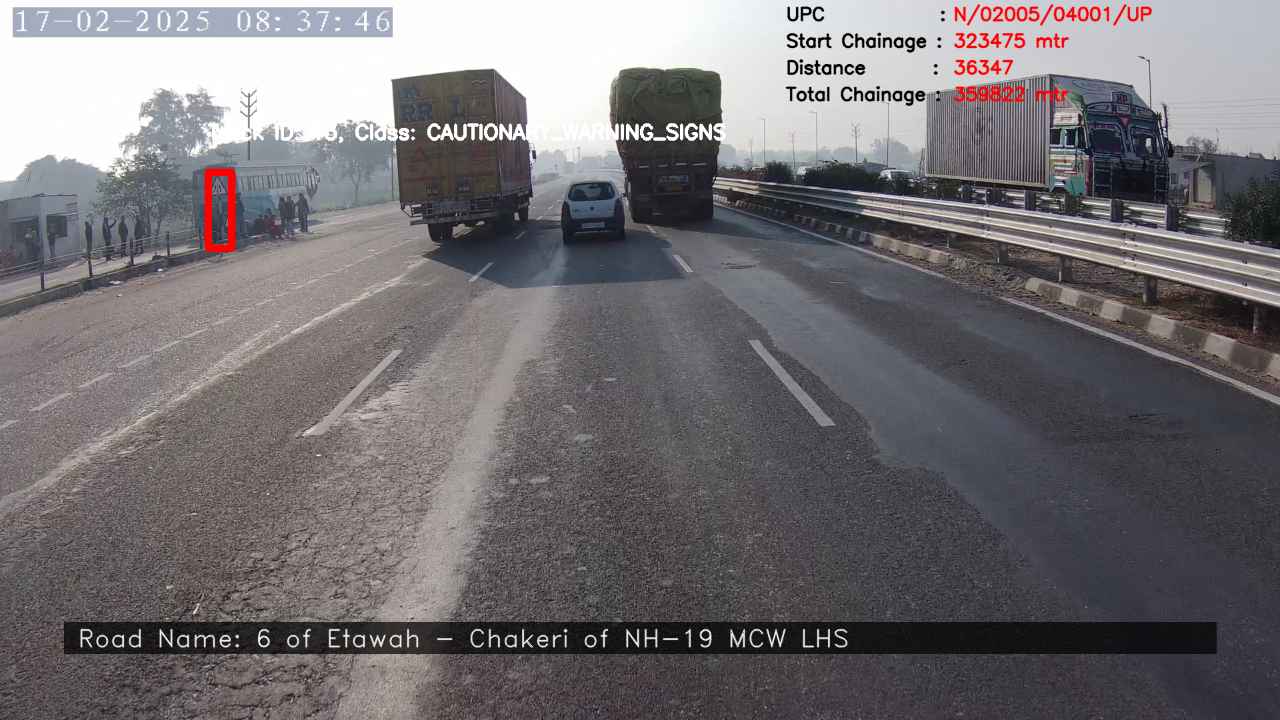 17-02-2025 08:37:46
UPC : N/02005/04001/UP
Start Chainage : 323475 mtr
Distance : 36347
Total Chainage : 359822 mtr
Class: CAUTIONARY_WARNING_SIGNS
Road Name: 6 of Etawah - Chakeri of NH-19 MCW LHS